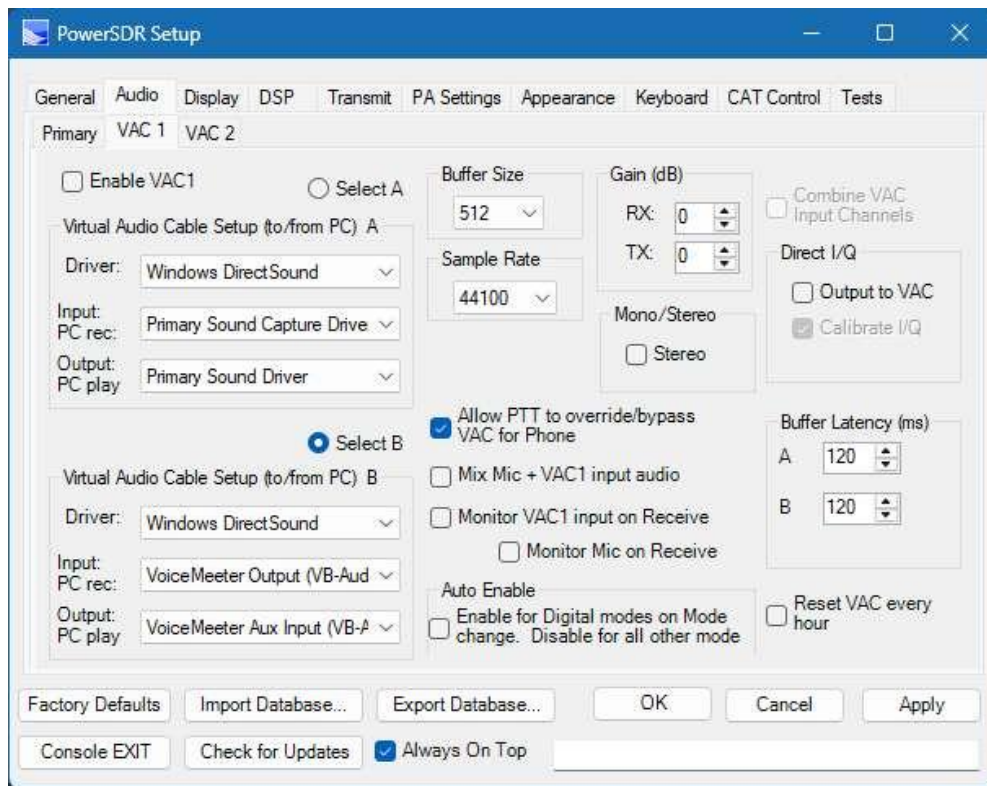 PowerSDR Setup
General Audio Display DSP Transmit PA Settings Appearance Keyboard CAT Control Tests
Primary VAC 1 VAC 2
Enable VAC1
Select A
Virtual Audio Cable Setup (to/from PC) A
Driver: Windows DirectSound
Input:
PC rec: Primary Sound Capture Drive
Output:
PC play Primary Sound Driver
Select B
Virtual Audio Cable Setup (to/from PC) B
Driver: Windows DirectSound
Input:
PC rec: VoiceMeeter Output (VB-Aud
Output:
PC play VoiceMeeter Aux Input (VB-A
Buffer Size
512
Sample Rate
44100
Gain (dB)
RX: 0
TX: 0
Mono/Stereo
Stereo
Combine VAC
Input Channels
Direct I/Q
Output to VAC
Calibrate I/Q
Allow PTT to override/bypass
VAC for Phone
Mix Mic + VAC1 input audio
Monitor VAC1 input on Receive
Monitor Mic on Receive
Auto Enable
Enable for Digital modes on Mode
change. Disable for all other mode
Buffer Latency (ms)
A 120
B 120
Reset VAC every
hour
Factory Defaults Import Database... Export Database... OK Cancel Apply
Console EXIT Check for Updates Always On Top